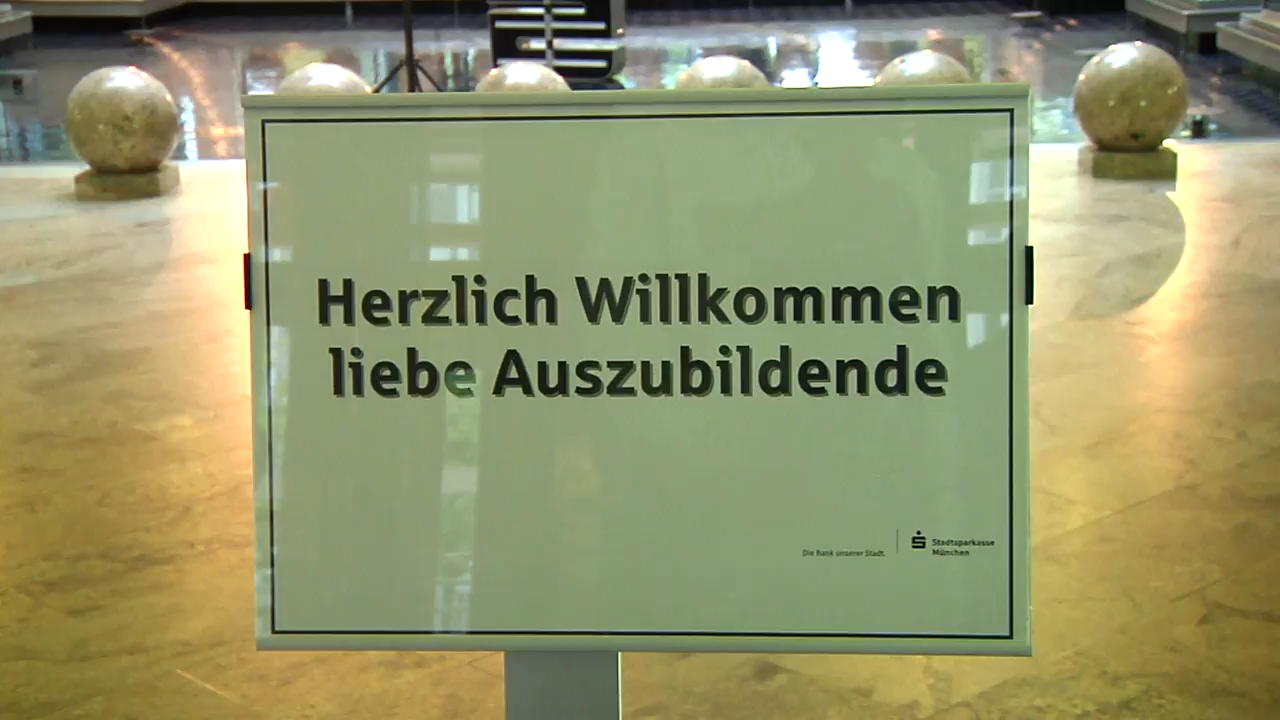 Herzlich Willkommen
liebe Auszubildende
Die Bank unserer Stadt.
Stadtsparkasse
München